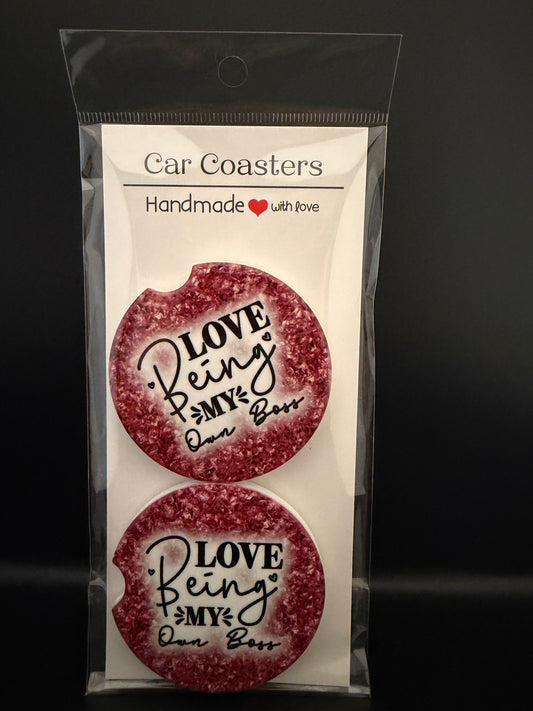 Car Coasters
Handmade with love
LOVE
Being
MY
Own Boss
LOVE
Being
MY
Own Boss